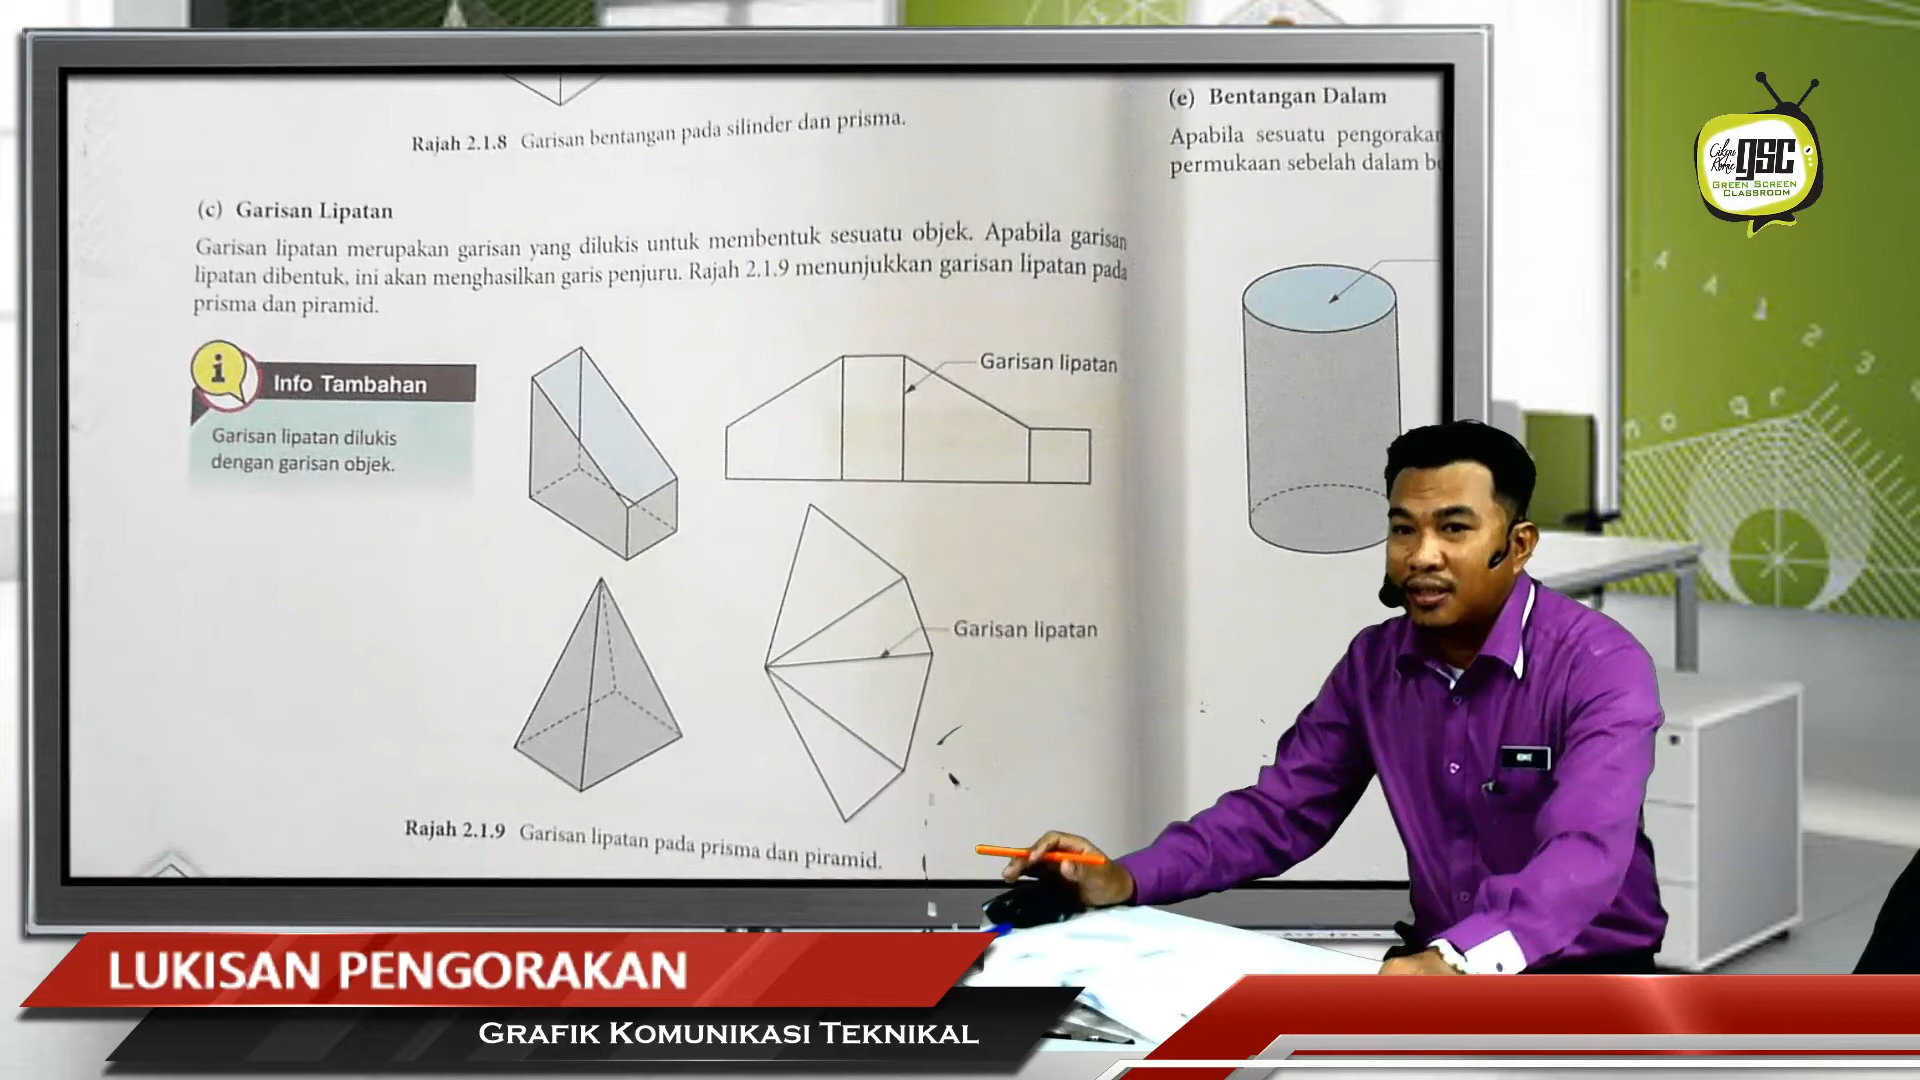 Rajah 2.1.8 Garisan bentangan pada silinder dan prisma.
(c) Garisan Lipatan
Garisan lipatan merupakan garisan yang dilukis untuk membentuk sesuatu objek. Apabila garisan
lipatan dibentuk, ini akan menghasilkan garis penjuru. Rajah 2.1.9 menunjukkan garisan lipatan pada
prisma dan piramid.
i
Info Tambahan
Garisan lipatan dilukis
dengan garisan objek.
Garisan lipatan
Garisan lipatan
Rajah 2.1.9 Garisan lipatan pada prisma dan piramid.
(e) Bentangan Dalam
Apabila sesuatu pengorakan
permukaan sebelah dalam b
Cikgu
GSC
GREEN SCREEN
CLASSROOM
LUKISAN PENGORAKAN
GRAFIK KOMUNIKASI TEKNIKAL